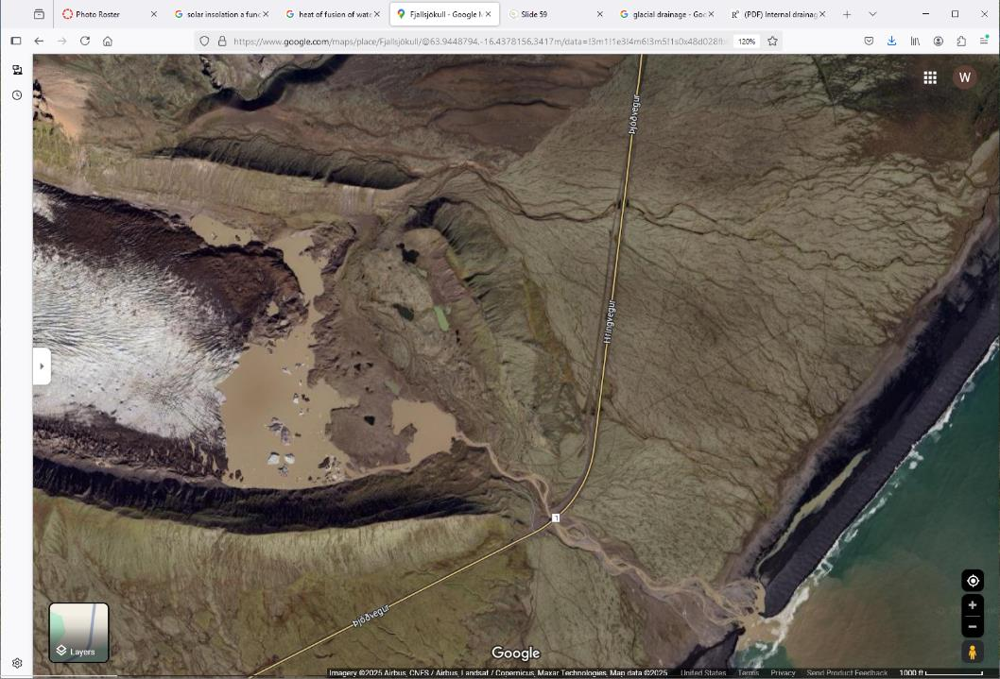 Photo Roster
solar insolation a func
heat of fusion of wate
Fjallsjökull - Google M
Slide 59
glacial drainage - Goo
(PDF) Internal drainag
https://www.google.com/maps/place/Fjallsjökull/@63.9448794,-16.4378156,3417m/data=!3m1!1e3!4m6!3m5!1s0x48d028fb
120%
W
Þjóðvegur
Hringvegur
1
Þjóðvegur
Layers
Google
Imagery ©2025 Airbus, CNES / Airbus, Landsat / Copernicus, Maxar Technologies, Map data ©2025 United States Terms Privacy Send Product Feedback 1000 ft